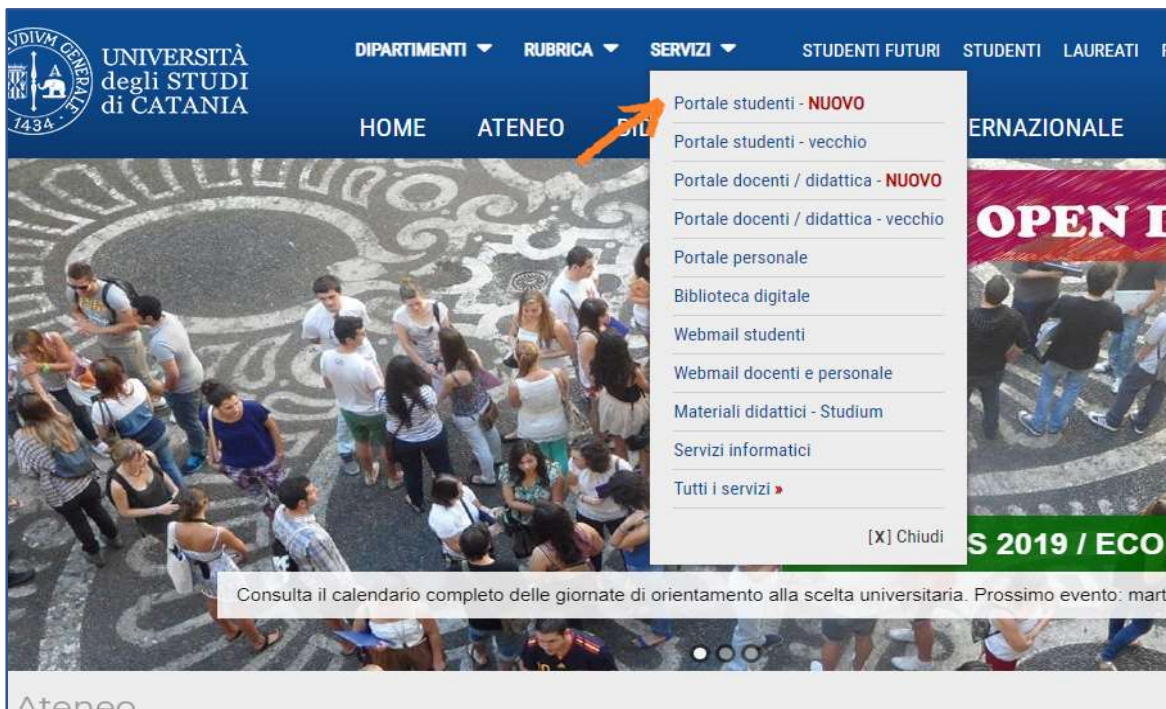 1434
UNIVERSITÀ
degli STUDI
di CATANIA
DIPARTIMENTI RUBRICA SERVIZI STUDENTI FUTURI STUDENTI LAUREATI
HOME ATENEO
Portale studenti - NUOVO
Portale studenti - vecchio
Portale docenti / didattica - NUOVO
Portale docenti / didattica - vecchio
Portale personale
Biblioteca digitale
Webmail studenti
Webmail docenti e personale
Materiali didattici - Studium
Servizi informatici
Tutti i servizi »
[X] Chiudi
ERNAZIONALE
OPEN D
S 2019 / ECO
Consulta il calendario completo delle giornate di orientamento alla scelta universitaria. Prossimo evento: mart
Ateneo